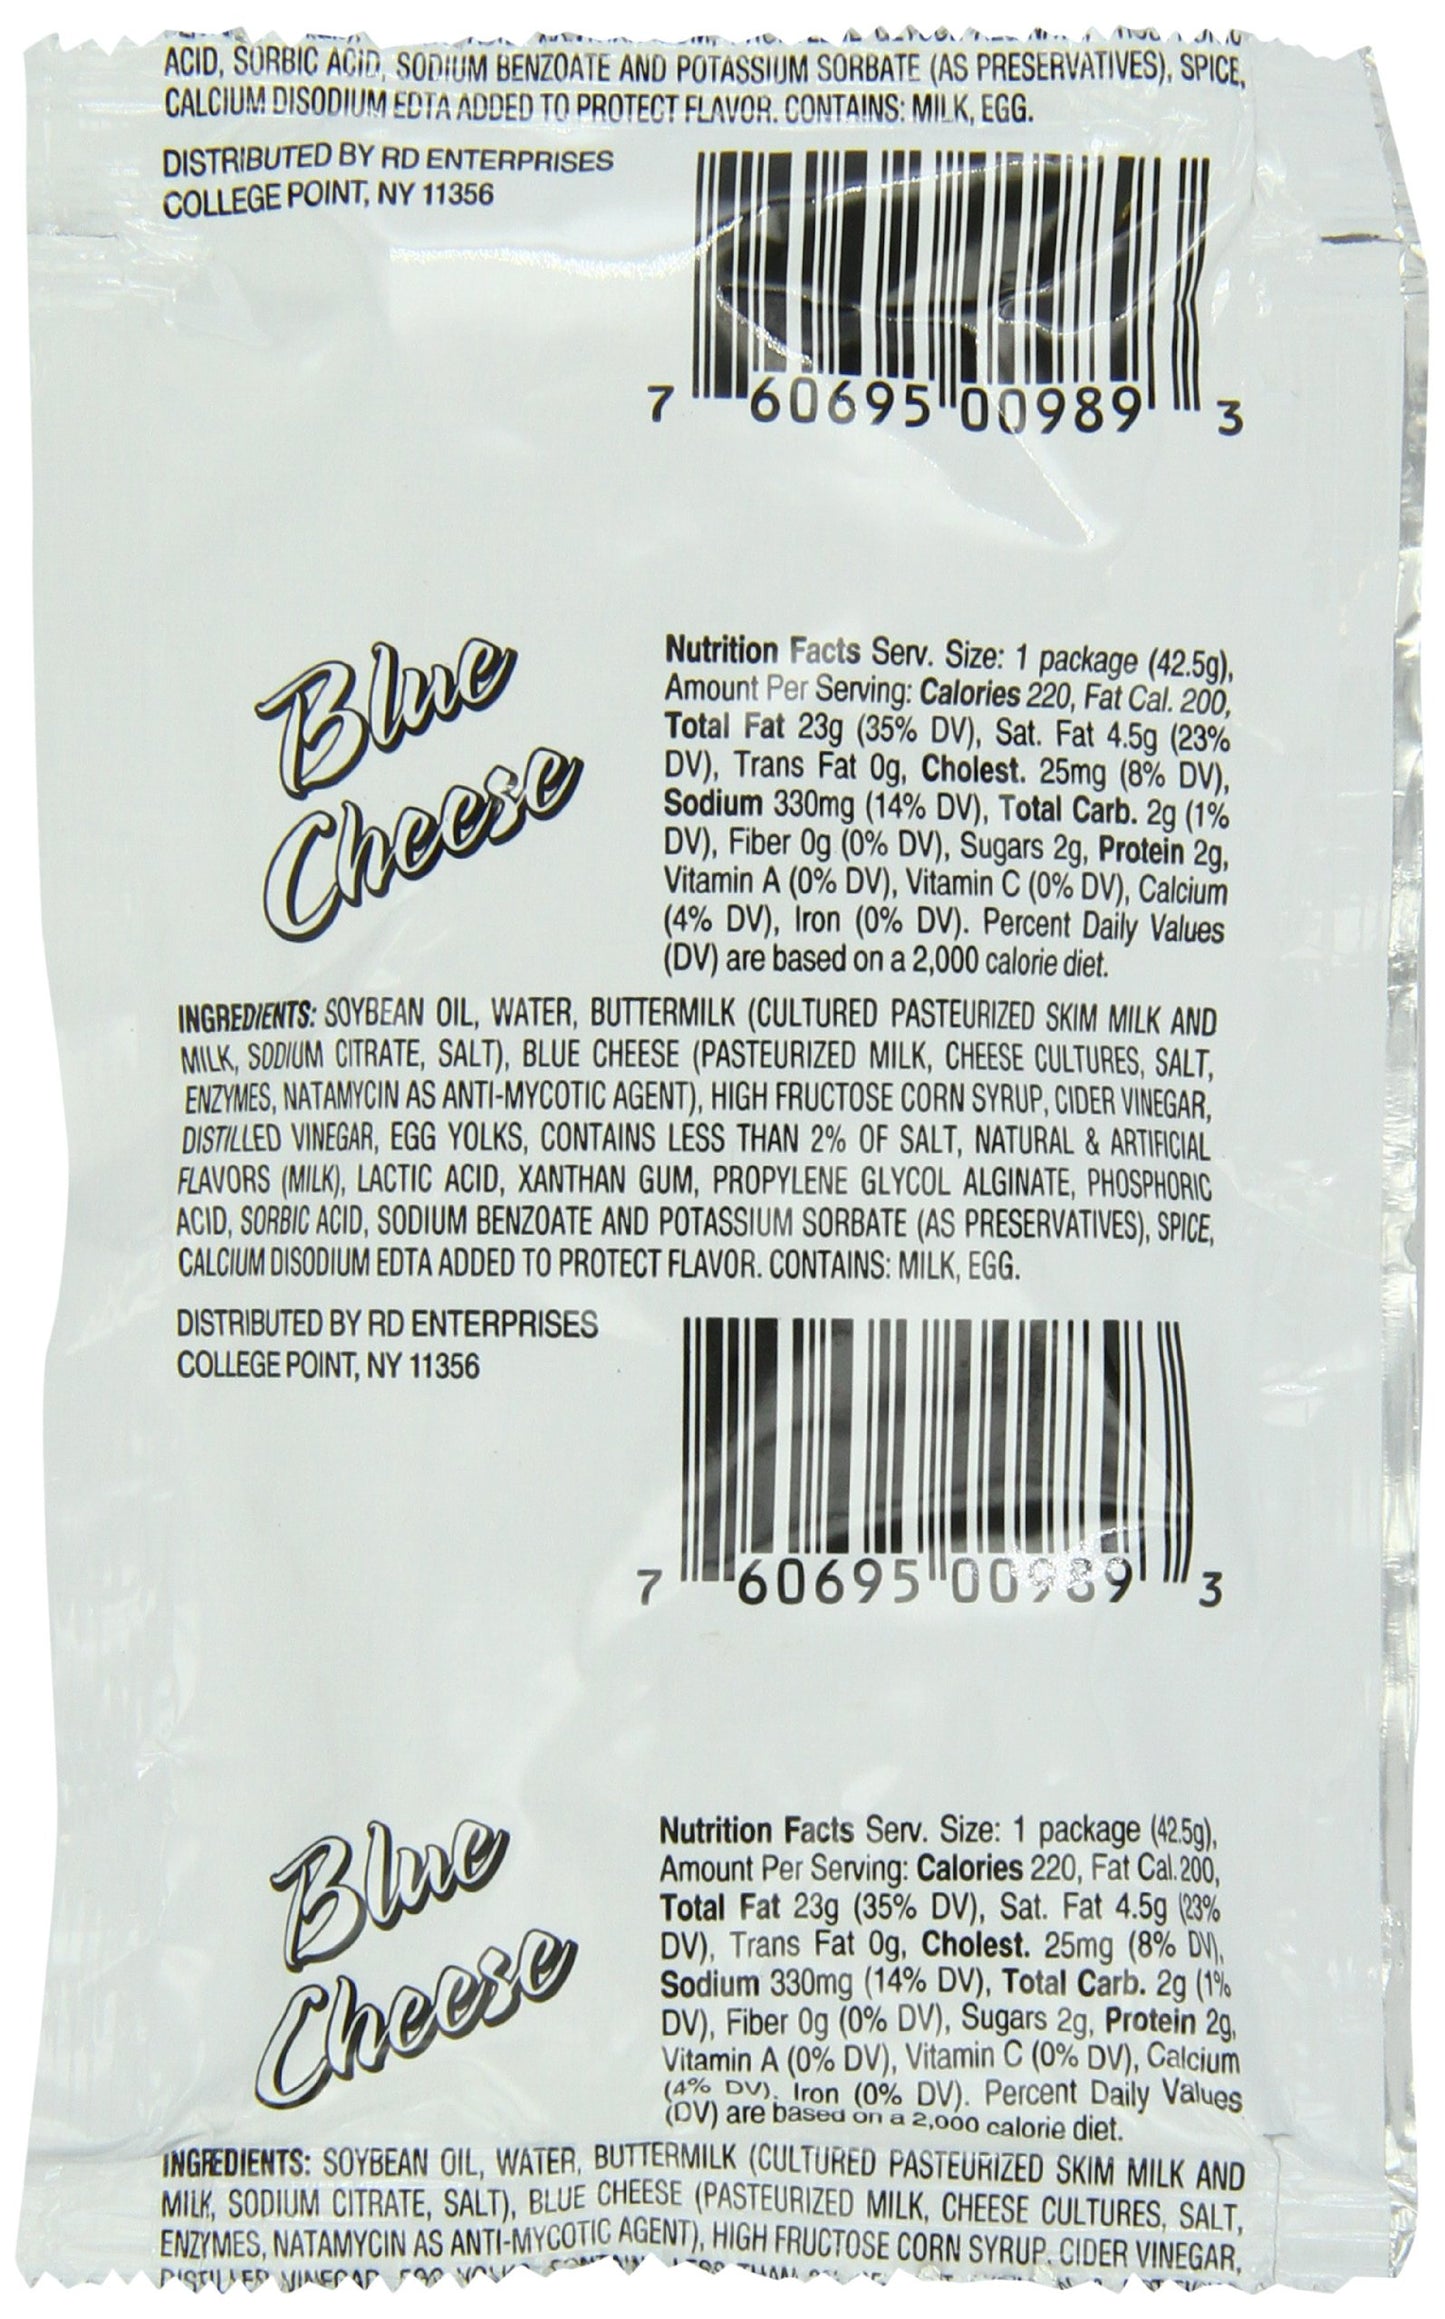 ACID, SORBIC ACID, SODIUM BENZOATE AND POTASSIUM SORBATE (AS PRESERVATIVES), SPICE,
CALCIUM DISODIUM EDTA ADDED TO PROTECT FLAVOR. CONTAINS: MILK, EGG.
DISTRIBUTED BY RD ENTERPRISES
COLLEGE POINT, NY 11356
7 60695 00989 3
Blue
Cheese
Nutrition Facts Serv. Size: 1 package (42.5g),
Amount Per Serving: Calories 220, Fat Cal. 200,
Total Fat 23g (35% DV), Sat. Fat 4.5g (23%
DV), Trans Fat 0g, Cholest. 25mg (8% DV),
Sodium 330mg (14% DV), Total Carb. 2g (1%
DV), Fiber 0g (0% DV), Sugars 2g, Protein 2g,
Vitamin A (0% DV), Vitamin C (0% DV), Calcium
(4% DV), Iron (0% DV). Percent Daily Values
(DV) are based on a 2,000 calorie diet.
INGREDIENTS: SOYBEAN OIL, WATER, BUTTERMILK (CULTURED PASTEURIZED SKIM MILK AND
MILK, SODIUM CITRATE, SALT), BLUE CHEESE (PASTEURIZED MILK, CHEESE CULTURES, SALT,
ENZYMES, NATAMYCIN AS ANTI-MYCOTIC AGENT), HIGH FRUCTOSE CORN SYRUP, CIDER VINEGAR,
DISTILLED VINEGAR, EGG YOLKS, CONTAINS LESS THAN 2% OF SALT, NATURAL & ARTIFICIAL
FLAVORS (MILK), LACTIC ACID, XANTHAN GUM, PROPYLENE GLYCOL ALGINATE, PHOSPHORIC
ACID, SORBIC ACID, SODIUM BENZOATE AND POTASSIUM SORBATE (AS PRESERVATIVES), SPICE,
CALCIUM DISODIUM EDTA ADDED TO PROTECT FLAVOR. CONTAINS: MILK, EGG.
DISTRIBUTED BY RD ENTERPRISES
COLLEGE POINT, NY 11356
7 60695 00989 3
Blue
Cheese
Nutrition Facts Serv. Size: 1 package (42.5g),
Amount Per Serving: Calories 220, Fat Cal. 200,
Total Fat 23g (35% DV), Sat. Fat 4.5g (23%
DV), Trans Fat 0g, Cholest. 25mg (8% DV),
Sodium 330mg (14% DV), Total Carb. 2g (1%
DV), Fiber 0g (0% DV), Sugars 2g, Protein 2g,
Vitamin A (0% DV), Vitamin C (0% DV), Calcium
(4% DV), Iron (0% DV). Percent Daily Values
(DV) are based on a 2,000 calorie diet.
INGREDIENTS: SOYBEAN OIL, WATER, BUTTERMILK (CULTURED PASTEURIZED SKIM MILK AND
MILK, SODIUM CITRATE, SALT), BLUE CHEESE (PASTEURIZED MILK, CHEESE CULTURES, SALT,
ENZYMES, NATAMYCIN AS ANTI-MYCOTIC AGENT), HIGH FRUCTOSE CORN SYRUP, CIDER VINEGAR,
DISTILLED VINEGAR